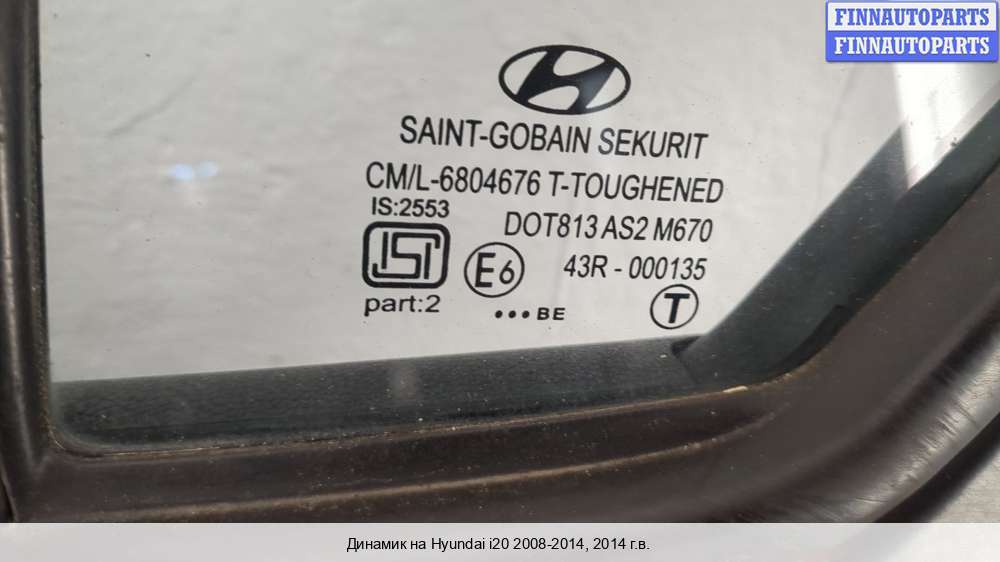 FINNAUTOPARTS
FINNAUTOPARTS
SAINT-GOBAIN SEKURIT
CM/L-6804676 T-TOUGHENED
IS:2553
DOT813 AS2 M670
ISI
E6
43R - 000135
part:2
•••BE
T
Динамик на Hyundai i20 2008-2014, 2014 г.в.